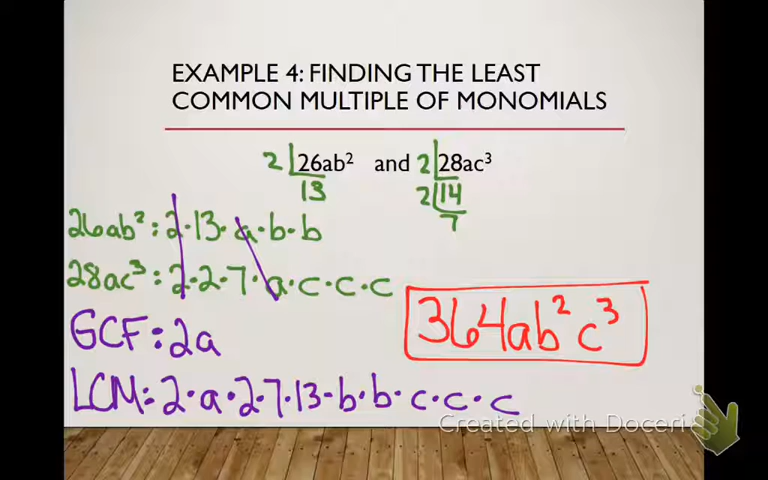 EXAMPLE 4: FINDING THE LEAST
COMMON MULTIPLE OF MONOMIALS
2 26ab² and 2 28ac³
13 2 14
7
26ab²: 2·13·a·b·b
28ac³: 2·2·7·a·c·c·c
GCF: 2a
364ab²c³
LCM: 2·a·2·7·13·b·b·c·c·c
Created with Doceri